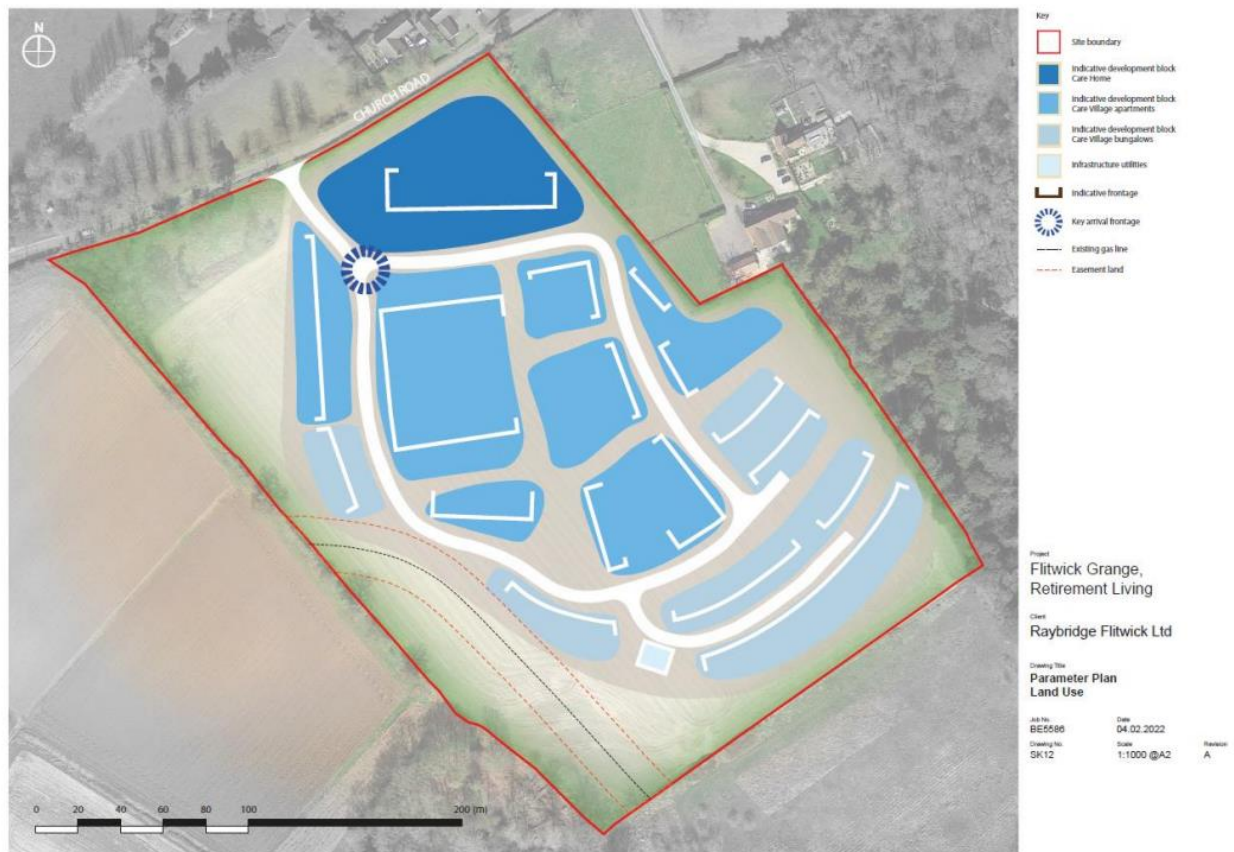 N
CHURCH ROAD
0 20 40 60 80 100 200 (m)
Key
Site boundary
Indicative development block
Care Home
Indicative development block
Care Village apartments
Indicative development block
Care Village bungalows
Infrastructure utilities
Indicative frontage
Key arrival frontage
Existing gas line
Easement land
Project
Flitwick Grange,
Retirement Living
Client
Raybridge Flitwick Ltd
Drawing Title
Parameter Plan
Land Use
Job No. Date
BE5586 04.02.2022
Drawing No. Scale Revision
SK12 1:1000 @A2 A